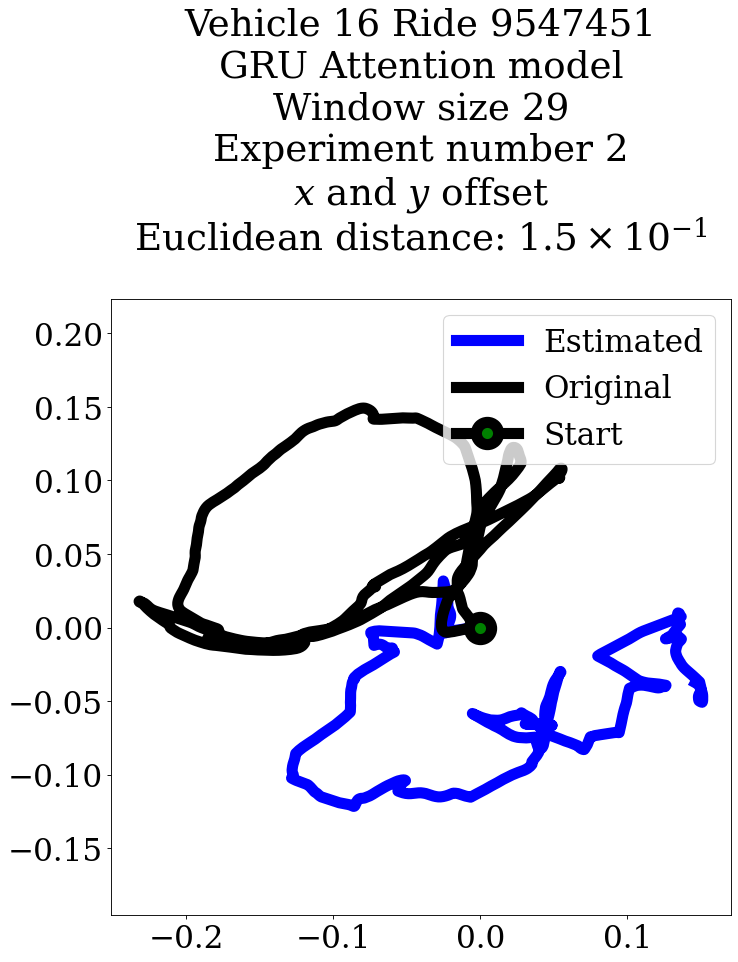 Vehicle 16 Ride 9547451
GRU Attention model
Window size 29
Experiment number 2
x and y offset
Euclidean distance: 1.5 × 10⁻¹
Estimated
Original
Start
0.20
0.15
0.10
0.05
0.00
−0.05
−0.10
−0.15
−0.2 −0.1 0.0 0.1